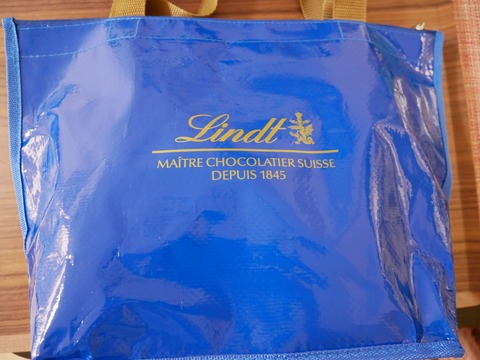 Lindt
MAÎTRE CHOCOLATIER SUISSE
DEPUIS 1845